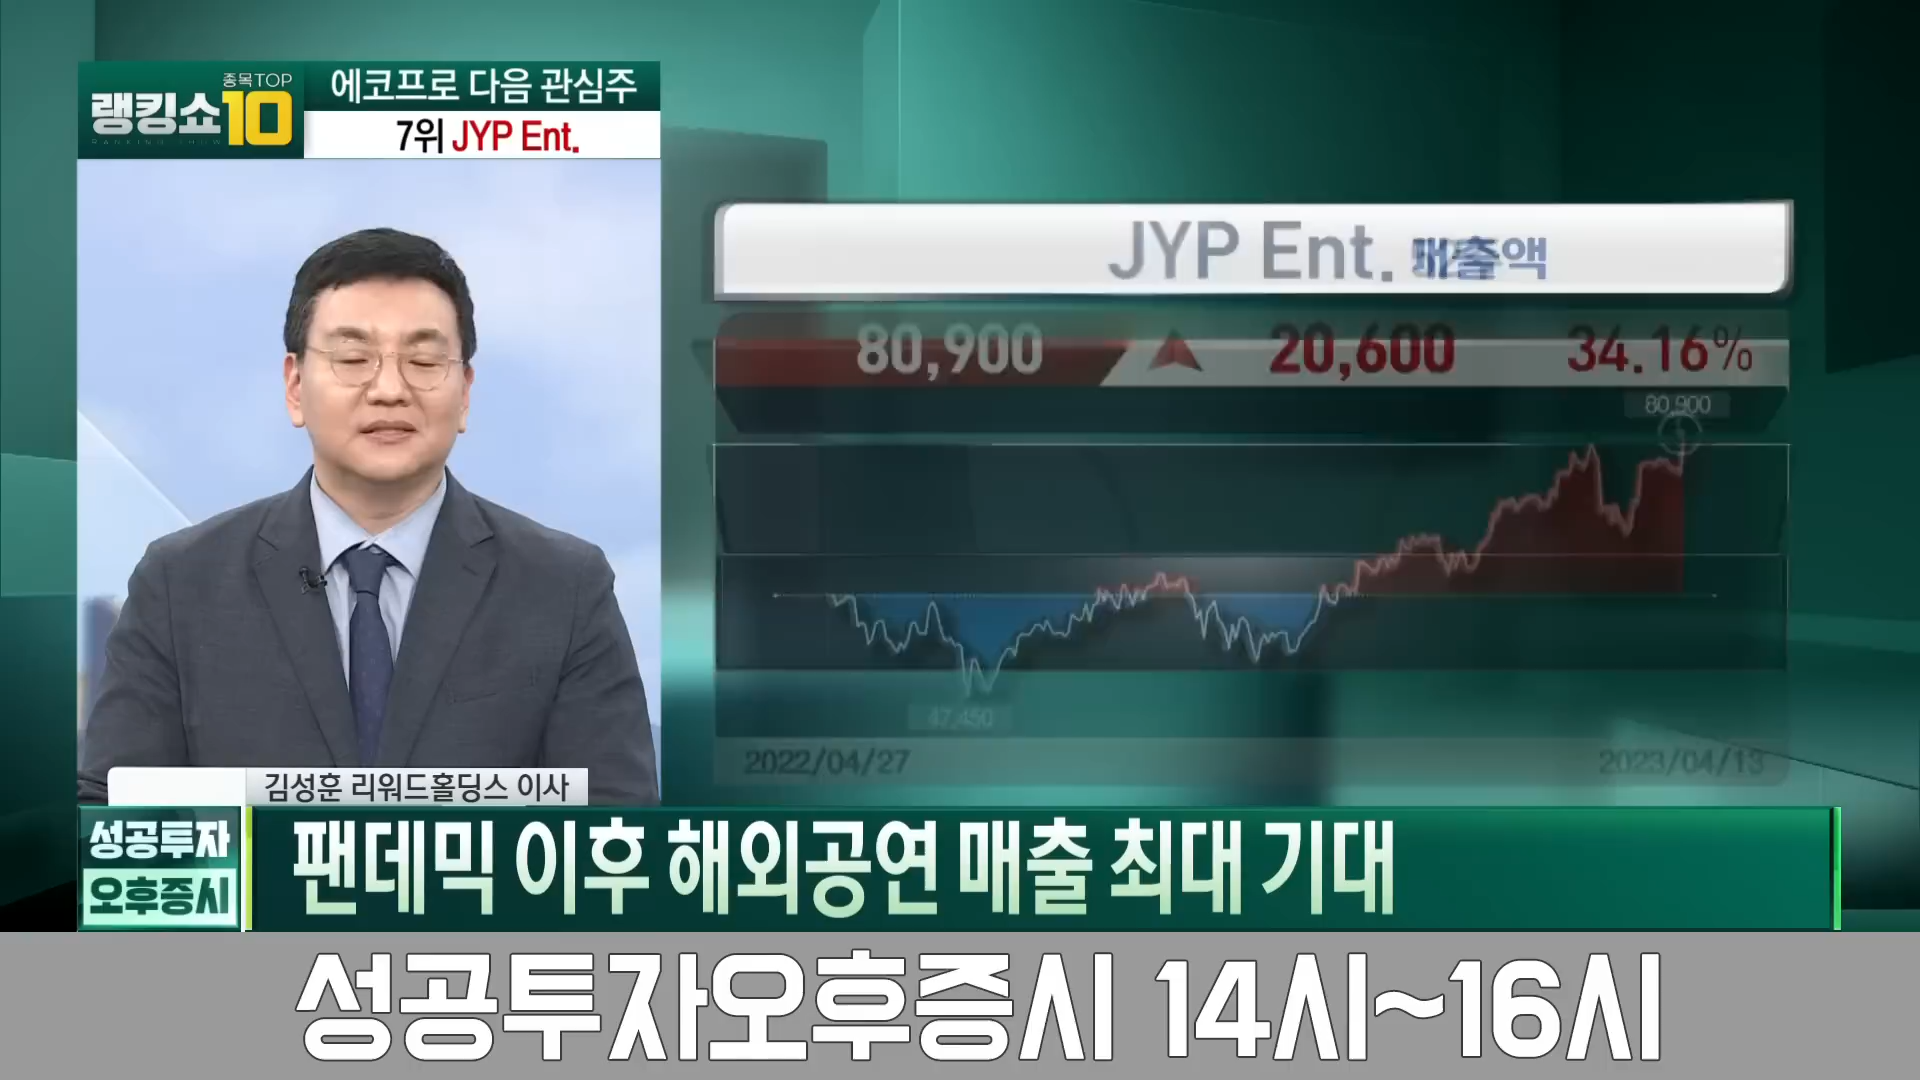 종목TOP
랭킹쇼10
RANKING SHOW
에코프로 다음 관심주
7위 JYP Ent.
JYP Ent. 매출액
80,900 ▲ 20,600 34.16%
80,900
47,450
2022/04/27 2023/04/13
김성훈 리워드홀딩스 이사
성공투자
오후증시
팬데믹 이후 해외공연 매출 최대 기대
성공투자오후증시 14시~16시